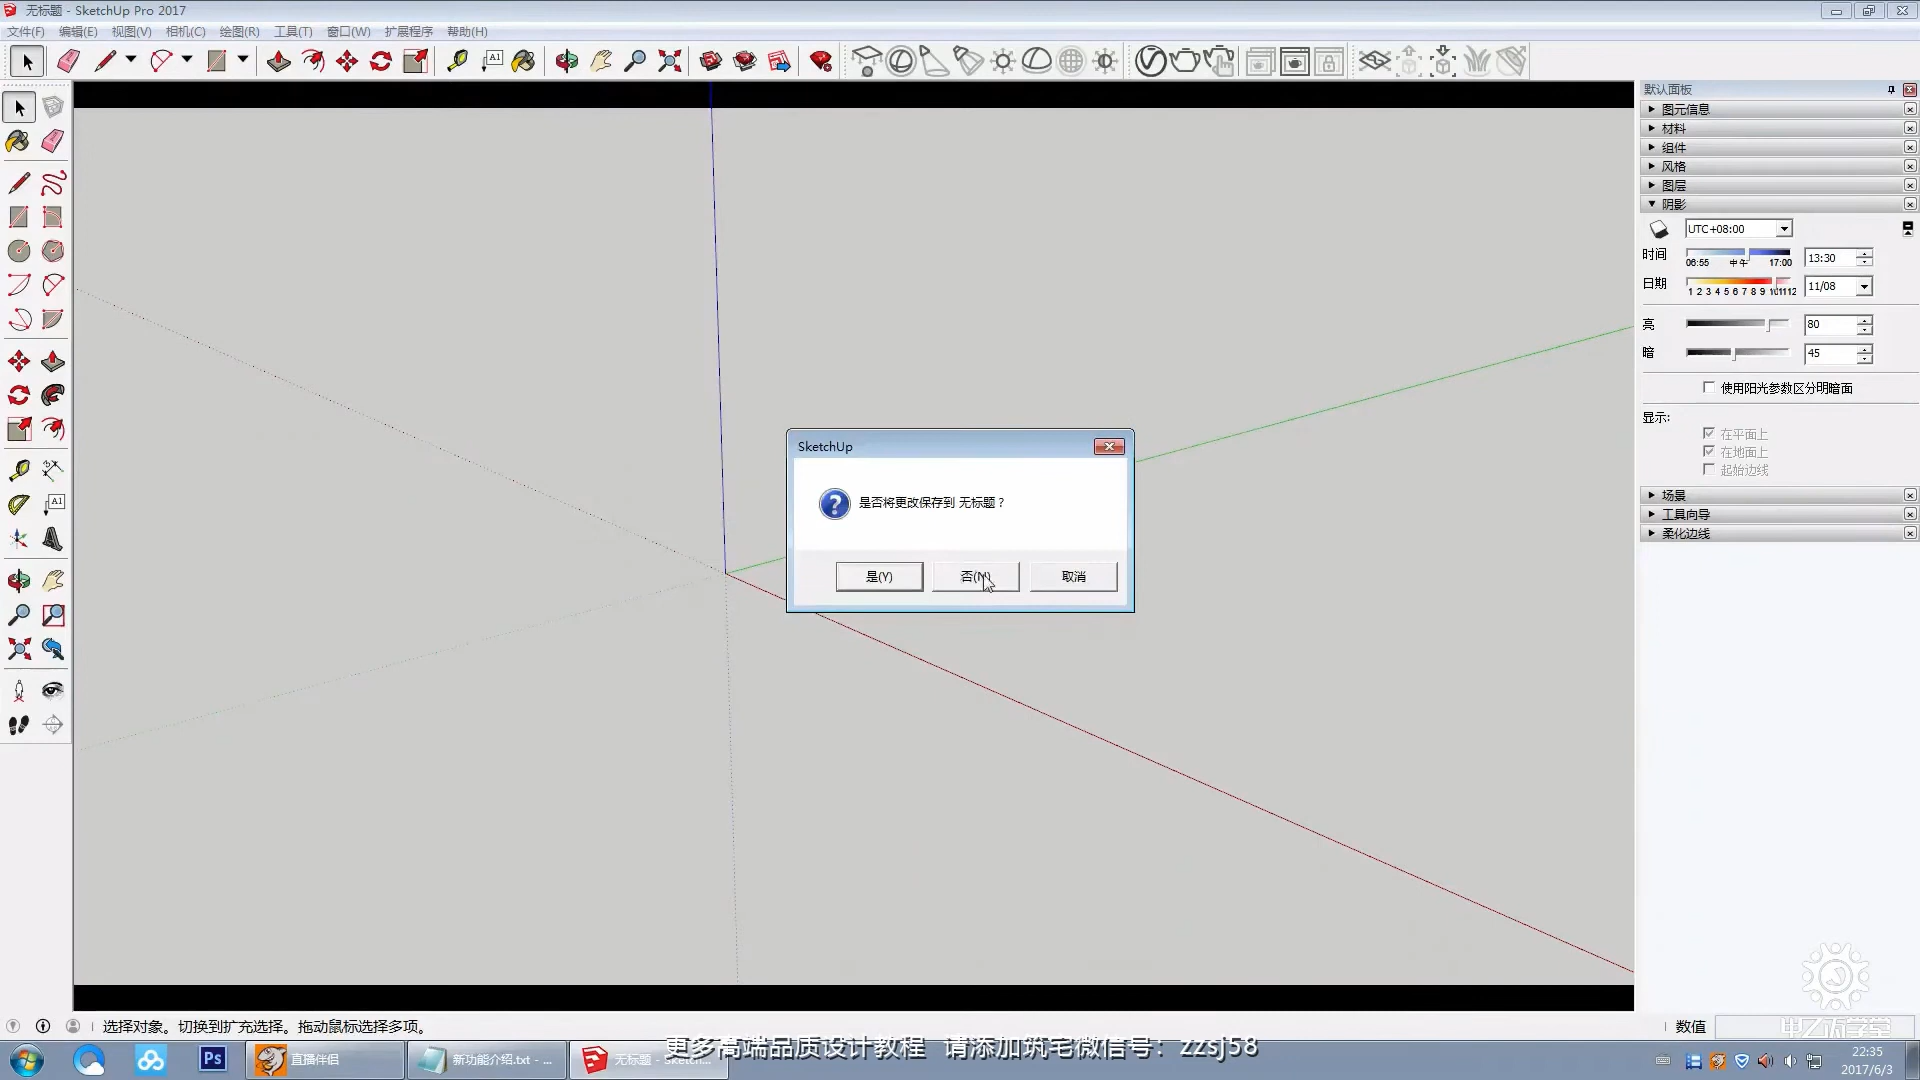 无标题 - SketchUp Pro 2017
文件(F) 编辑(E) 视图(V) 相机(C) 绘图(R) 工具(T) 窗口(W) 扩展程序 帮助(H)
A1
A1
默认面板
图元信息
材料
组件
风格
图层
阴影
UTC+08:00
时间 06:55 中午 17:00 13:30
日期 1 2 3 4 5 6 7 8 9 10 11 12 11/08
亮 80
暗 45
使用阳光参数区分明暗面
显示:
在平面上
在地面上
起始边线
场景
工具向导
柔化边线
SketchUp
是否将更改保存到 无标题？
是(Y) 否(N) 取消
选择对象。切换到扩充选择。拖动鼠标选择多项。
数值
Ps
直播伴侣
新功能介绍.txt - ...
无标题 - Sketch...
更多高端品质设计教程 请添加筑宅微信号：zzsj58
22:35
2017/6/3